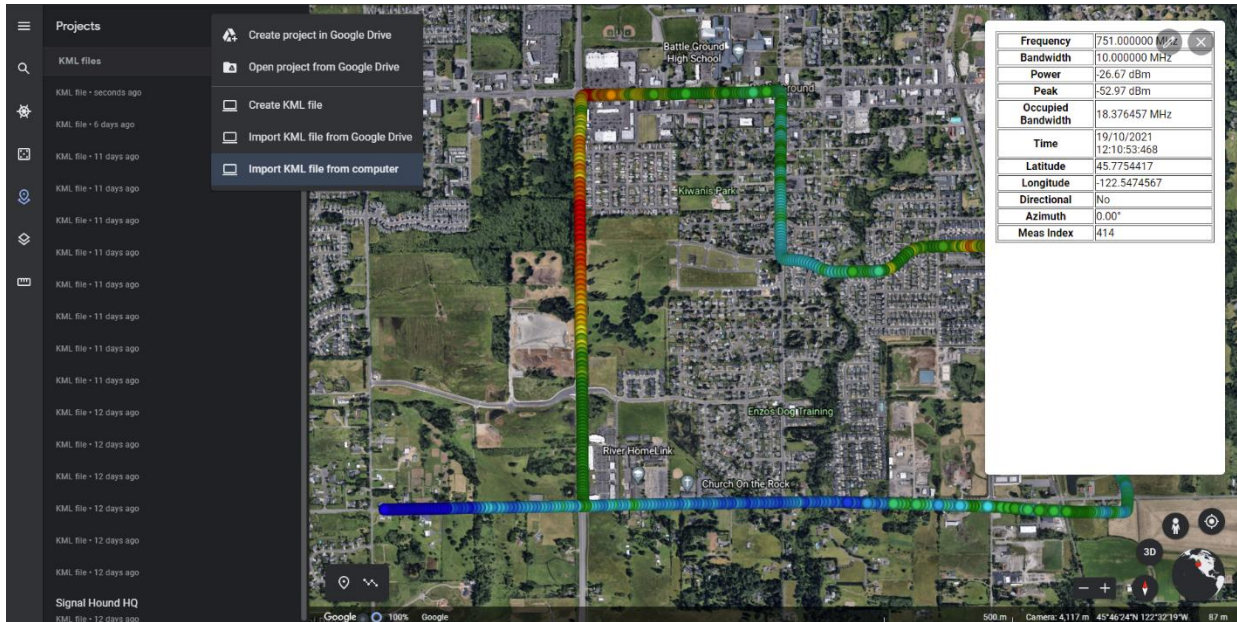 Projects
KML files
KML file • seconds ago
KML file • 6 days ago
KML file • 11 days ago
KML file • 11 days ago
KML file • 11 days ago
KML file • 11 days ago
KML file • 11 days ago
KML file • 11 days ago
KML file • 11 days ago
KML file • 11 days ago
KML file • 12 days ago
KML file • 12 days ago
KML file • 12 days ago
KML file • 12 days ago
KML file • 12 days ago
KML file • 12 days ago
Signal Hound HQ
KML file • 12 days ago
Create project in Google Drive
Open project from Google Drive
Create KML file
Import KML file from Google Drive
Import KML file from computer
Battle Ground
High School
Kiwanis Park
Enzos Dog Training
River HomeLink
Church On the Rock
Frequency 751.000000 MHz
Bandwidth 10.000000 MHz
Power -26.67 dBm
Peak -52.97 dBm
Occupied Bandwidth 18.376457 MHz
Time 19/10/2021
12:10:53:468
Latitude 45.7754417
Longitude -122.5474567
Directional No
Azimuth 0.00°
Meas Index 414
3D
Google 100% Google
500 m Camera: 4,117 m 45°46'24"N 122°32'19"W 87 m